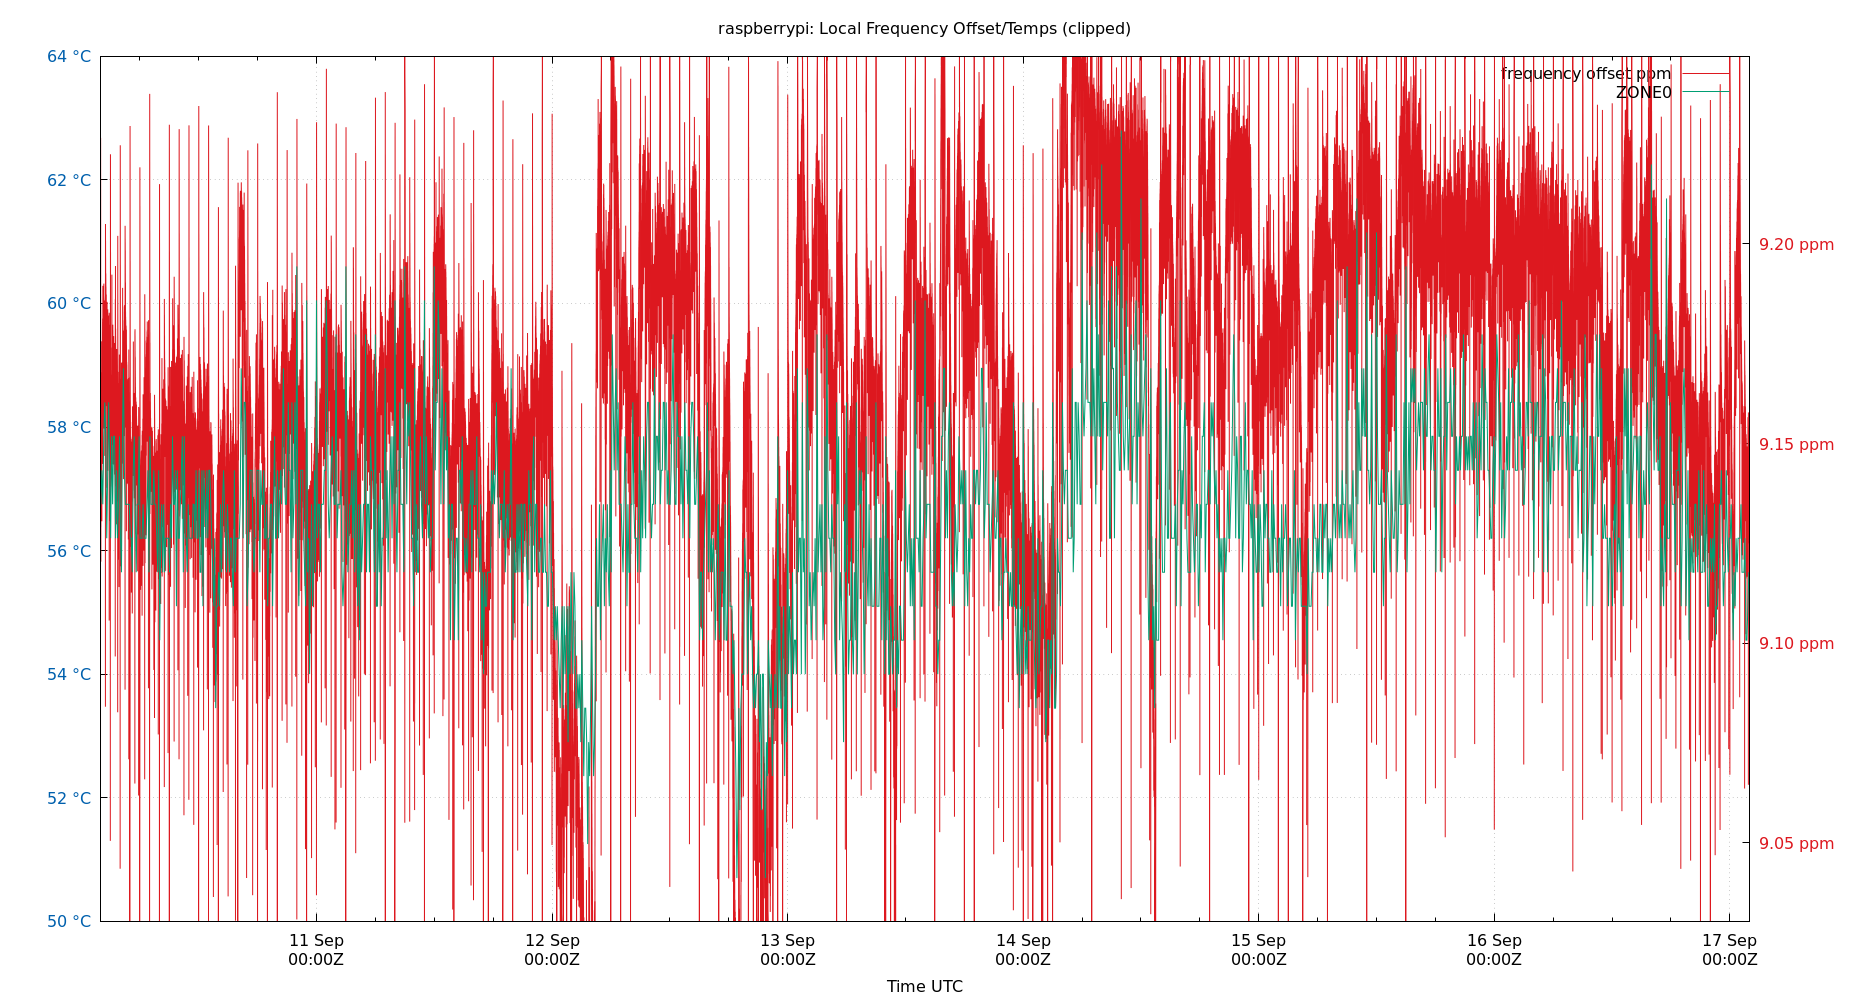 raspberrypi: Local Frequency Offset/Temps (clipped)
64 °C
62 °C
60 °C
58 °C
56 °C
54 °C
52 °C
50 °C
frequency offset ppm
ZONE0
9.20 ppm
9.15 ppm
9.10 ppm
9.05 ppm
11 Sep
00:00Z
12 Sep
00:00Z
13 Sep
00:00Z
14 Sep
00:00Z
15 Sep
00:00Z
16 Sep
00:00Z
17 Sep
00:00Z
Time UTC